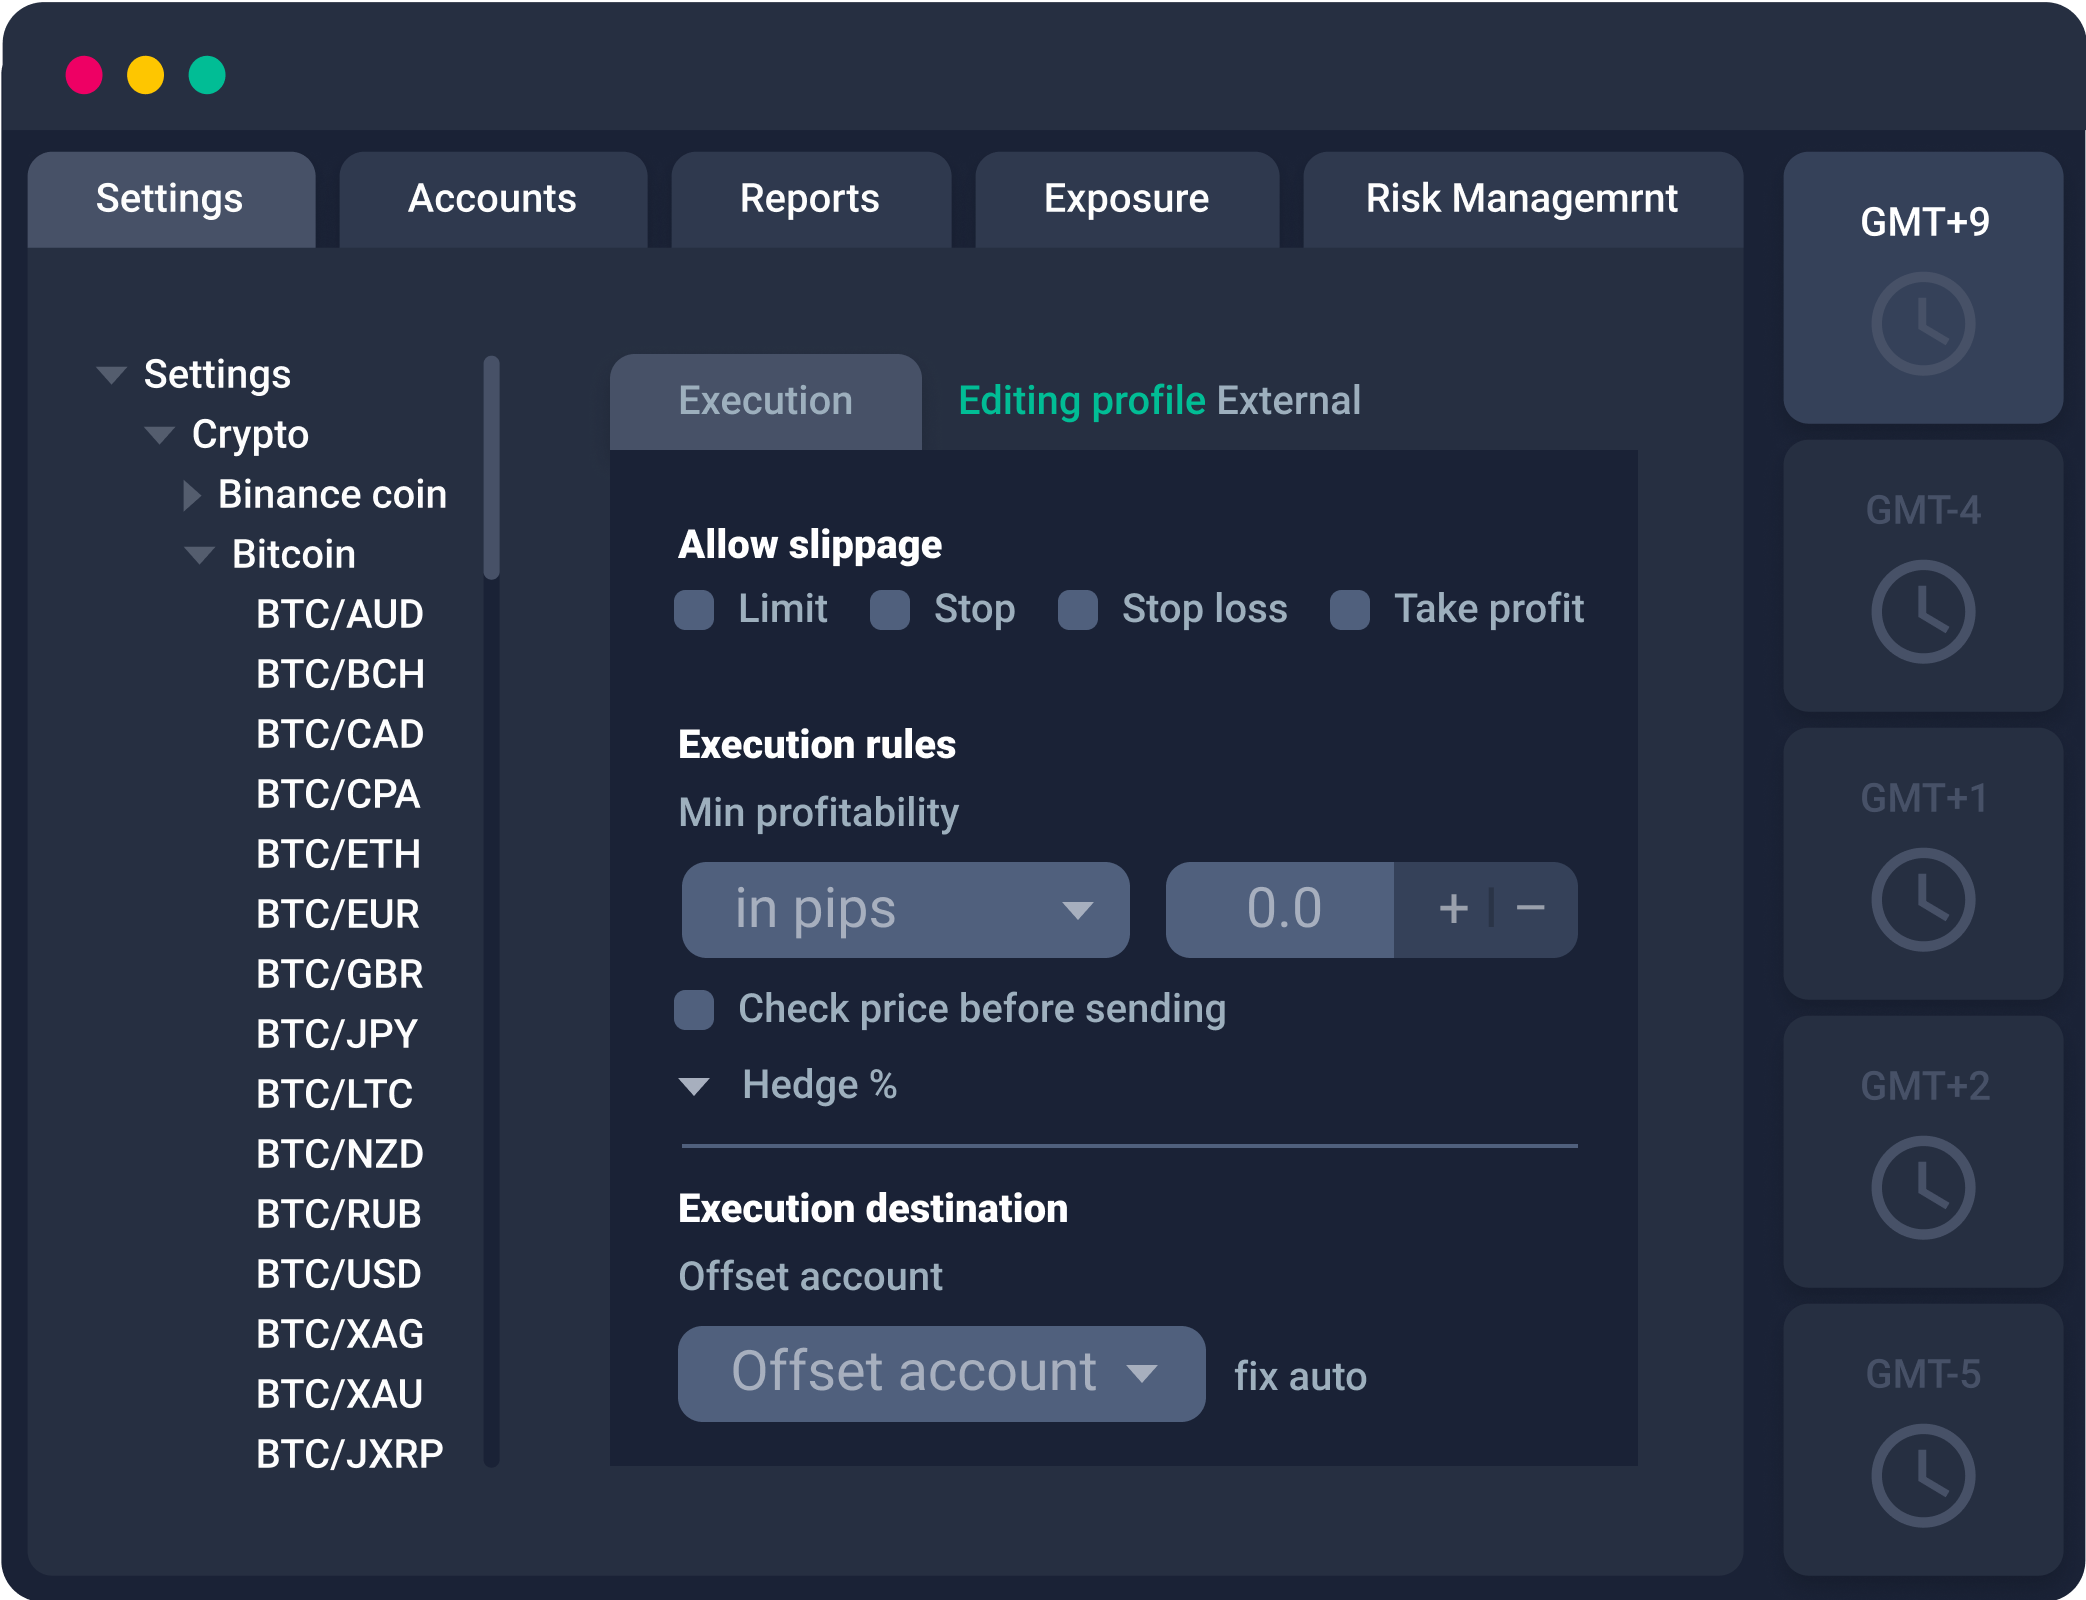 Settings
Accounts
Reports
Exposure
Risk Managemrnt
Settings
Crypto
Binance coin
Bitcoin
BTC/AUD
BTC/BCH
BTC/CAD
BTC/CPA
BTC/ETH
BTC/EUR
BTC/GBR
BTC/JPY
BTC/LTC
BTC/NZD
BTC/RUB
BTC/USD
BTC/XAG
BTC/XAU
BTC/JXRP
Execution
Editing profile External
Allow slippage
Limit
Stop
Stop loss
Take profit
Execution rules
Min profitability
in pips
0.0
+ | −
Check price before sending
Hedge %
Execution destination
Offset account
Offset account
fix auto
GMT+9
GMT-4
GMT+1
GMT+2
GMT-5